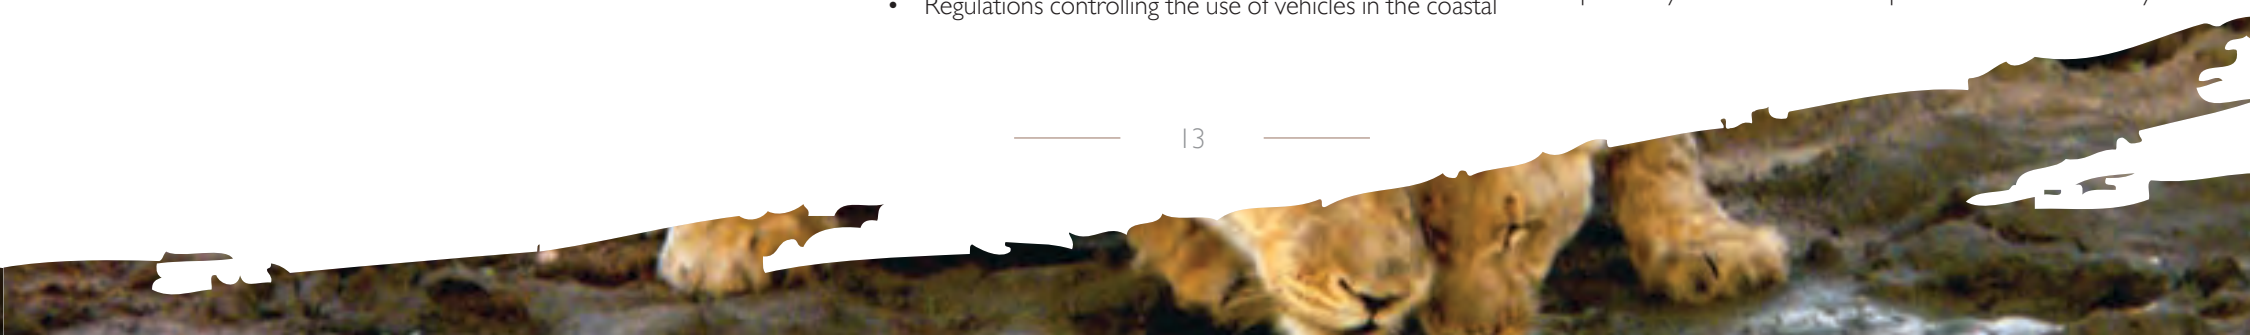 • Regulations controlling the use of vehicles in the coastal
13